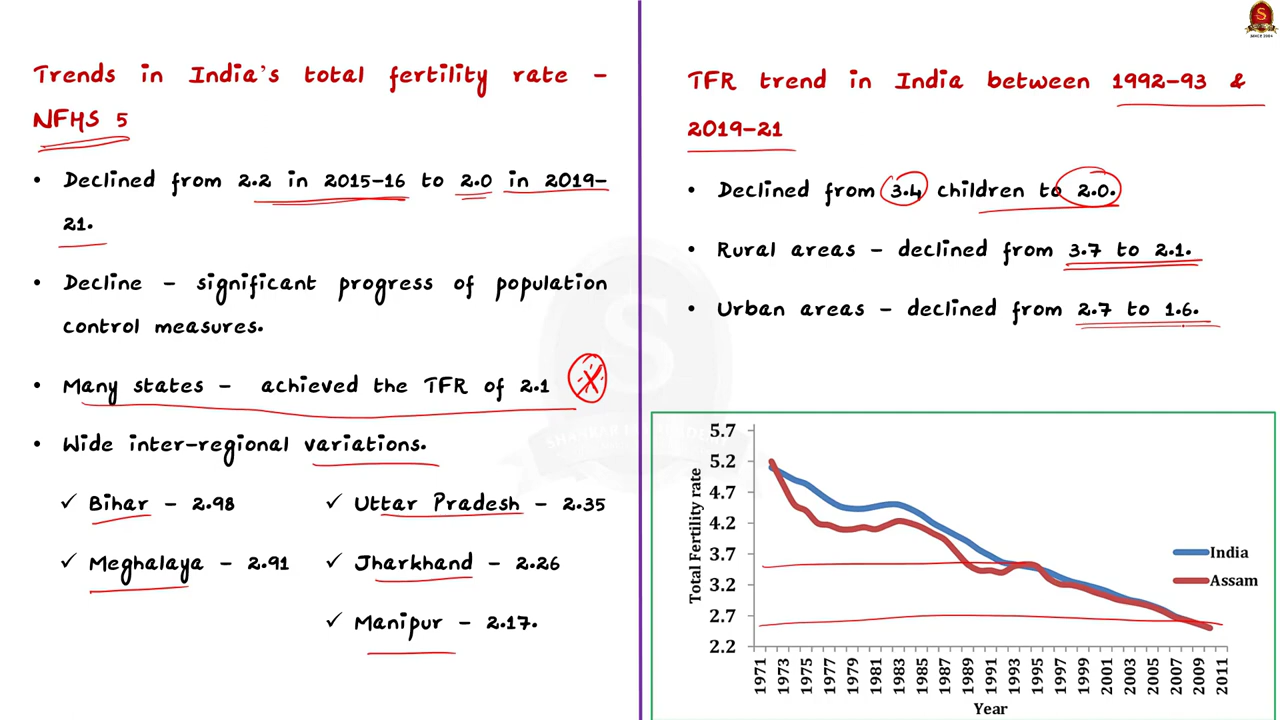 Trends in India's total fertility rate –
NFHS 5
• Declined from 2.2 in 2015-16 to 2.0 in 2019-
21.
• Decline – significant progress of population
control measures.
• Many states – achieved the TFR of 2.1
• Wide inter-regional variations.
✓ Bihar – 2.98
✓ Uttar Pradesh – 2.35
✓ Meghalaya – 2.91
✓ Jharkhand – 2.26
✓ Manipur – 2.17.
TFR trend in India between 1992-93 &
2019-21
• Declined from 3.4 children to 2.0.
• Rural areas – declined from 3.7 to 2.1.
• Urban areas – declined from 2.7 to 1.6.
S
SINCE 2004
Total Fertility rate
5.7
5.2
4.7
4.2
3.7
3.2
2.7
2.2
India
Assam
1971
1973
1975
1977
1979
1981
1983
1985
1987
1989
1991
1993
1995
1997
1999
2001
2003
2005
2007
2009
2011
Year